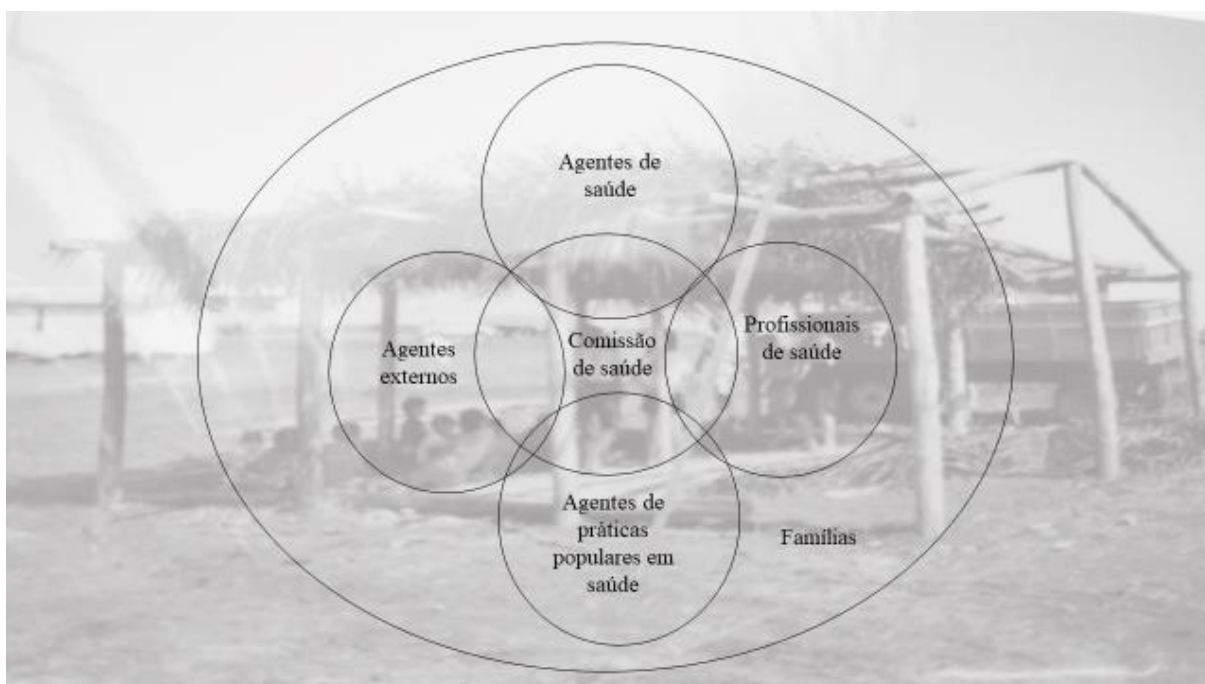 Agentes de
saúde
Agentes
externos
Comissão
de saúde
Profissionais
de saúde
Agentes de
práticas
populares em
saúde
Famílias